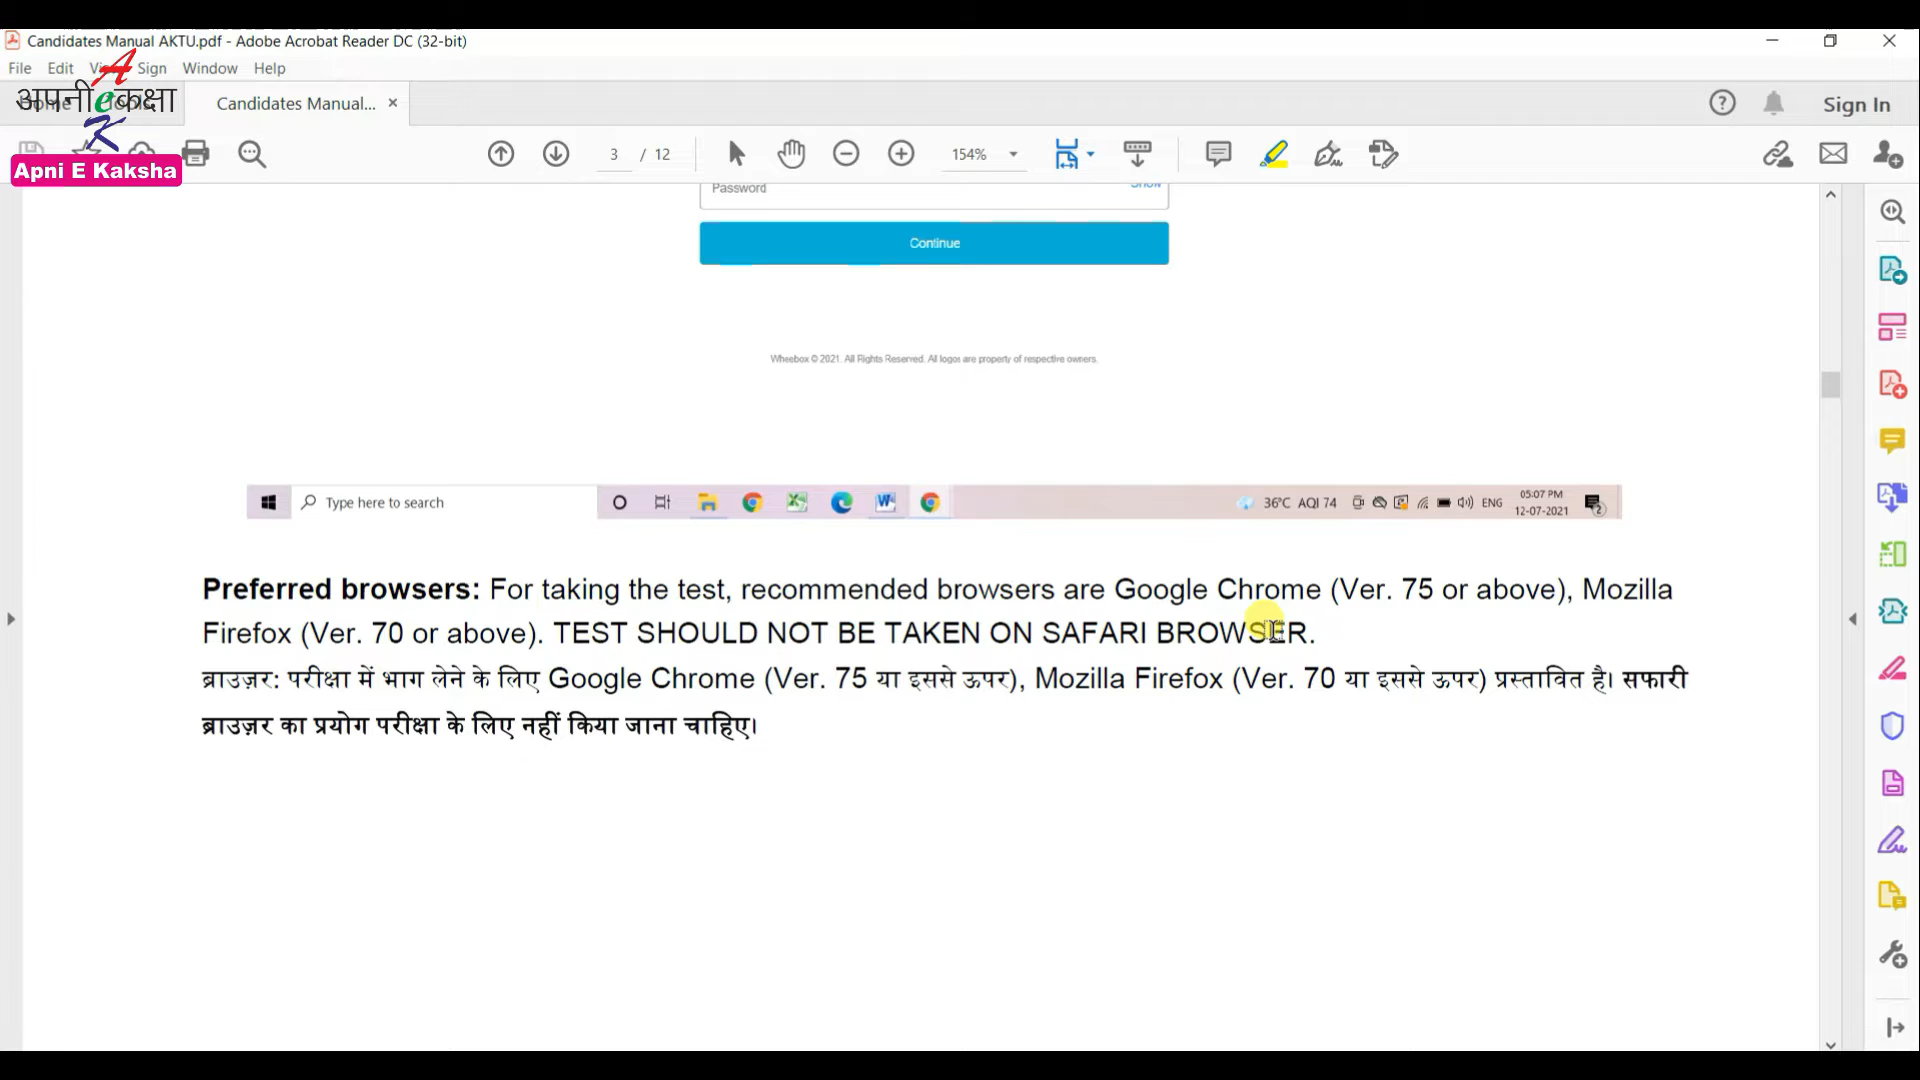 Candidates Manual AKTU.pdf - Adobe Acrobat Reader DC (32-bit)
File Edit Sign Window Help
अपनी e कक्षा
Candidates Manual...
Sign In
Apni E Kaksha
3 / 12
154%
Password
Show
Continue
Wheebox © 2021. All Rights Reserved. All logos are property of respective owners.
Type here to search
36°C AQI 74
ENG
05:07 PM
12-07-2021
2
Preferred browsers: For taking the test, recommended browsers are Google Chrome (Ver. 75 or above), Mozilla
Firefox (Ver. 70 or above). TEST SHOULD NOT BE TAKEN ON SAFARI BROWSER.
ब्राउज़र: परीक्षा में भाग लेने के लिए Google Chrome (Ver. 75 या इससे ऊपर), Mozilla Firefox (Ver. 70 या इससे ऊपर) प्रस्तावित है। सफारी
ब्राउज़र का प्रयोग परीक्षा के लिए नहीं किया जाना चाहिए।